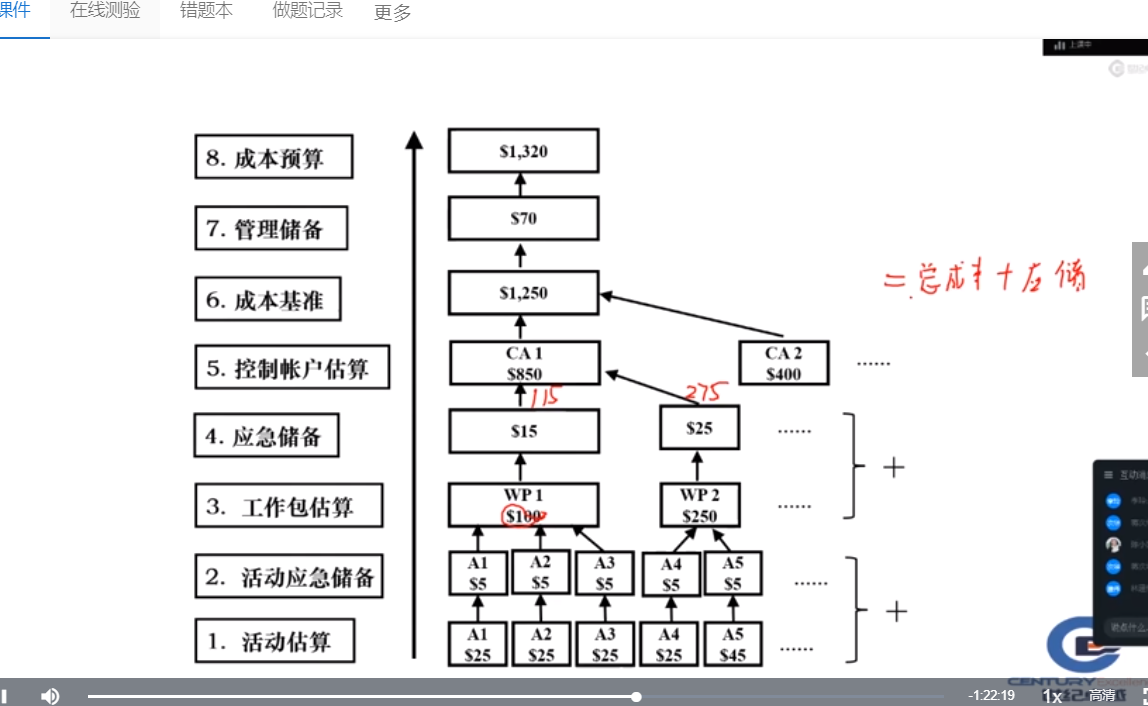 课件 在线测验 错题本 做题记录 更多
上课中
8. 成本预算 $1,320
7. 管理储备 $70
6. 成本基准 $1,250
=总成本+应储
5. 控制帐户估算 CA 1 $850 CA 2 $400 ……
115 275
4. 应急储备 $15 $25 ……
+
3. 工作包估算 WP 1 $100 WP 2 $250 ……
2. 活动应急储备 A1 $5 A2 $5 A3 $5 A4 $5 A5 $5 ……
+
1. 活动估算 A1 $25 A2 $25 A3 $25 A4 $25 A5 $45 ……
CENTURY
-1:22:19 1x 高清